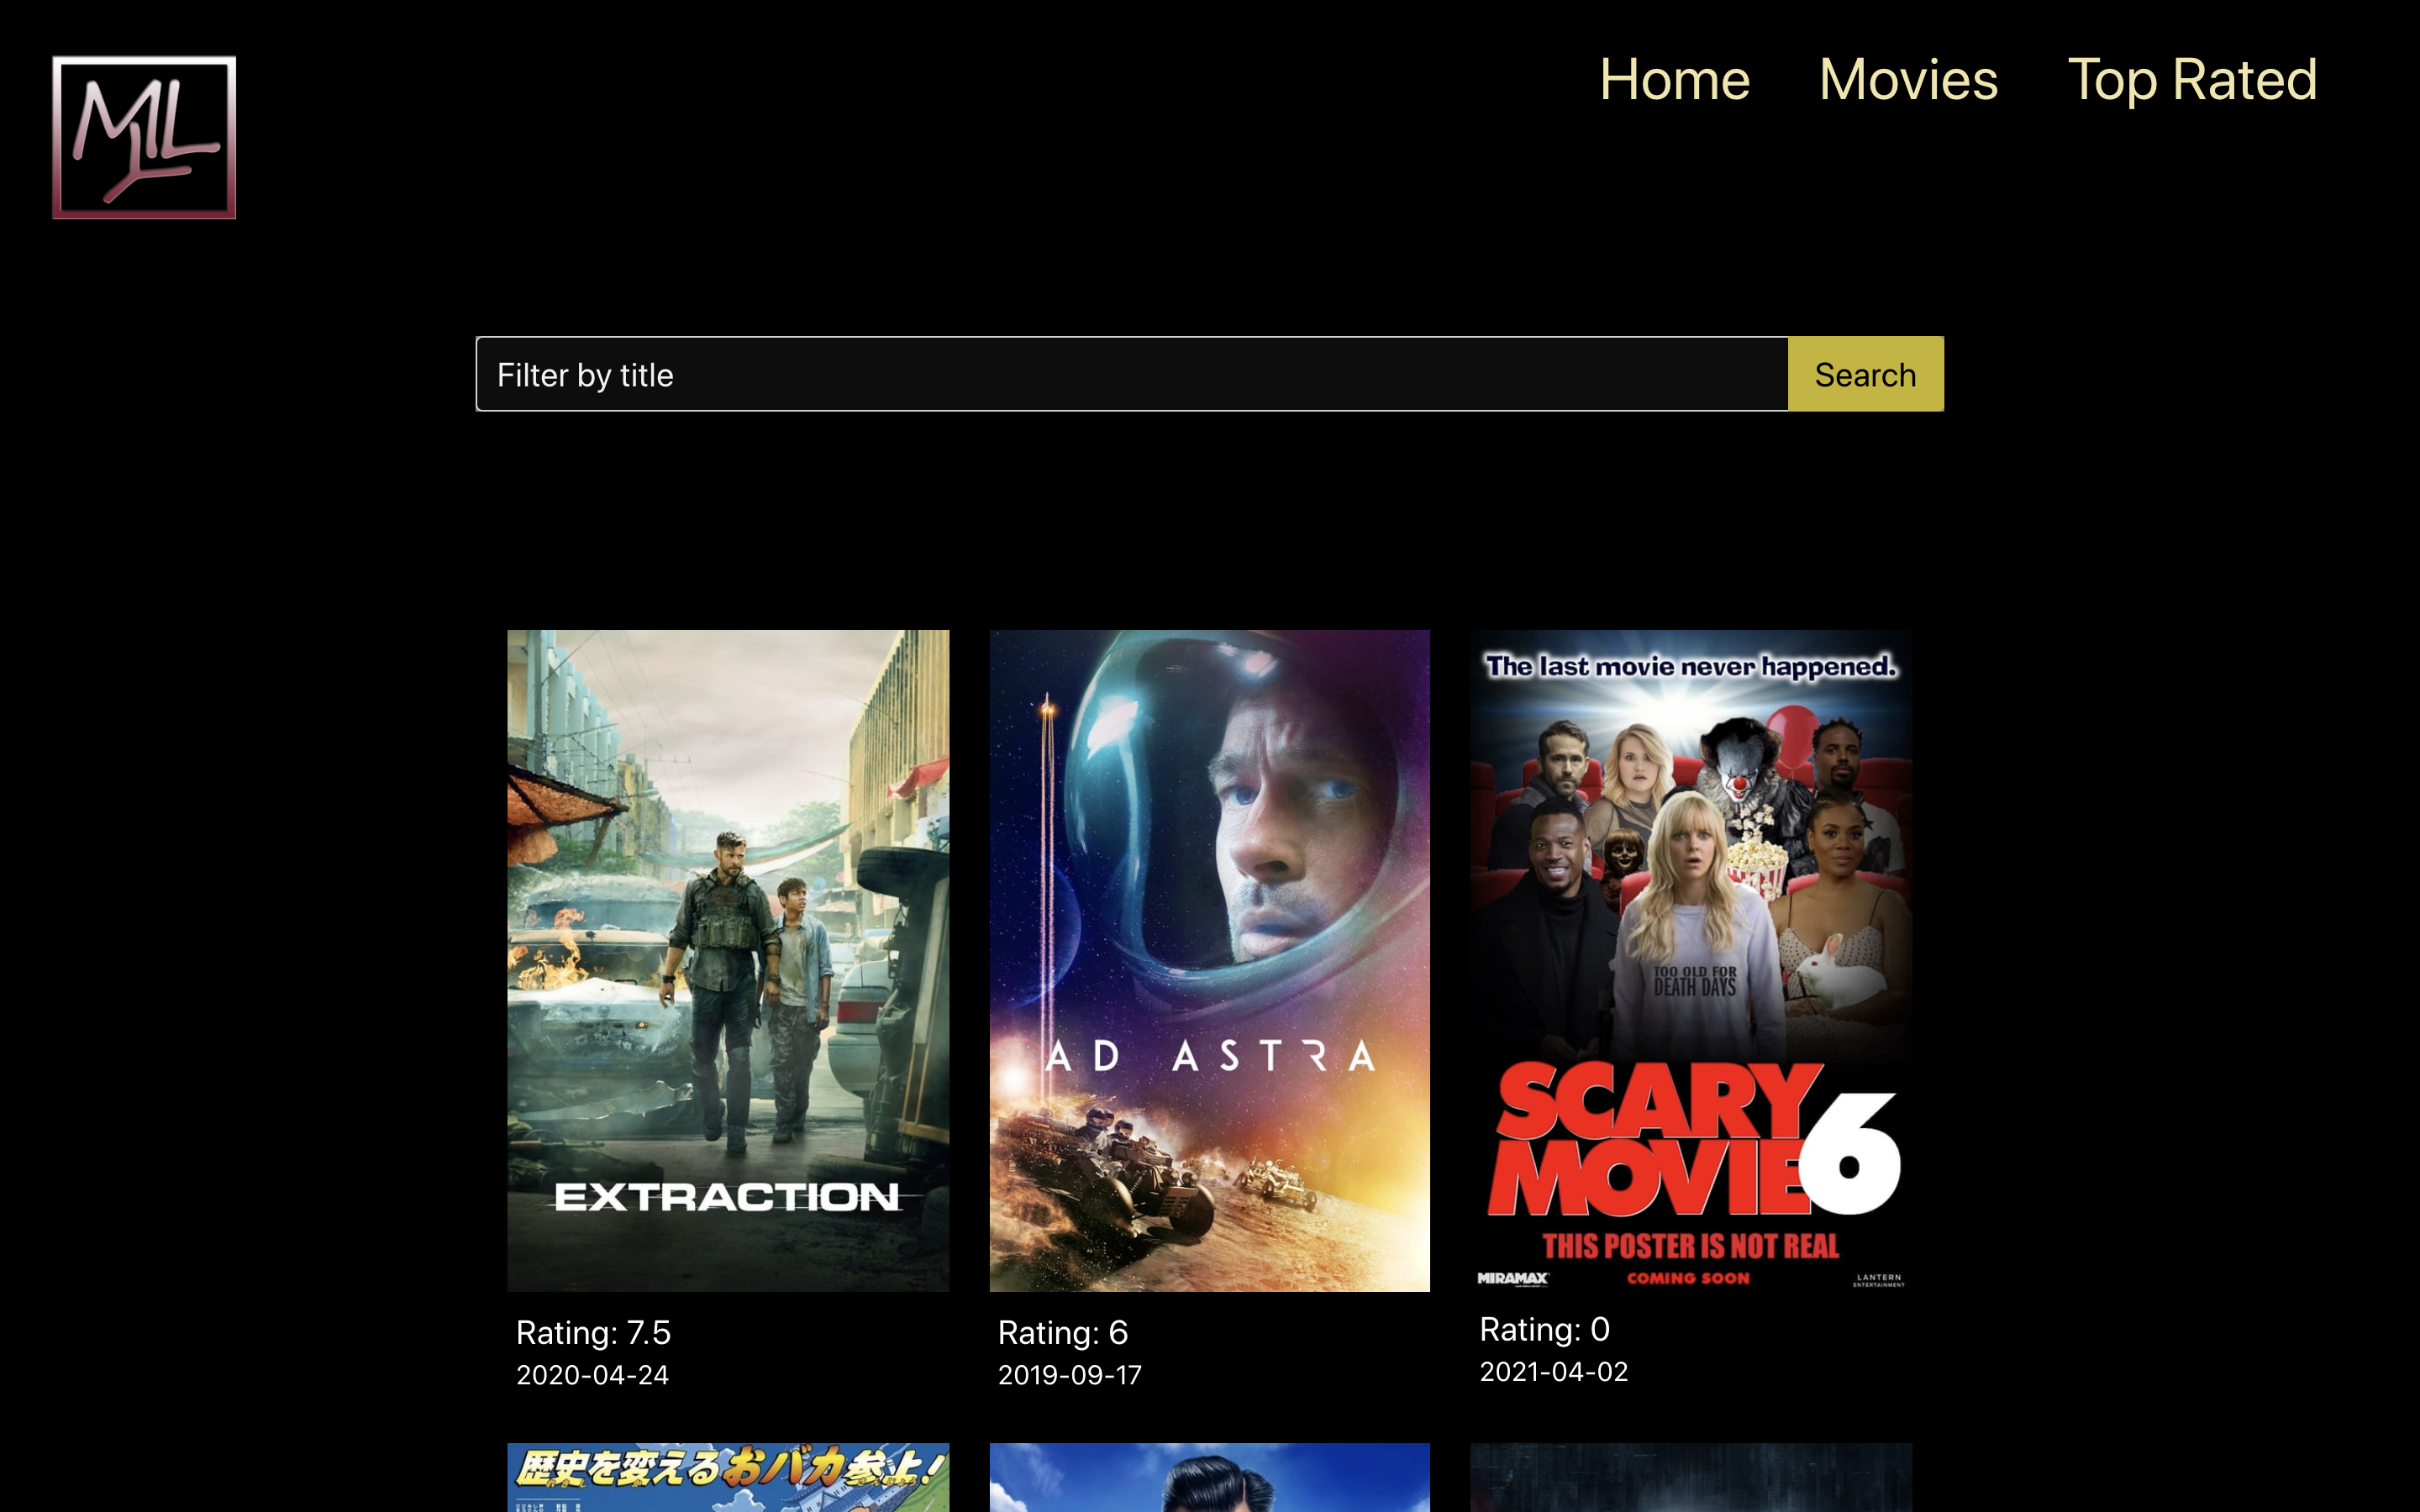 MLL
Home Movies Top Rated
Filter by title
Search
EXTRACTION
Rating: 7.5
2020-04-24
AD ASTRA
Rating: 6
2019-09-17
The last movie never happened.
TOO OLD FOR
DEATH DAYS
SCARY
MOVIE 6
THIS POSTER IS NOT REAL
MIRAMAX
COMING SOON
LANTERN
ENTERTAINMENT
Rating: 0
2021-04-02
歴史を変えるおバカ参上!